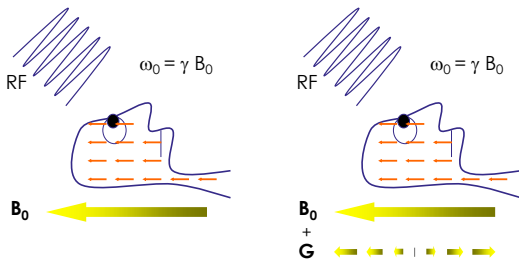 RF
ω₀ = γ B₀
B₀
RF
ω₀ = γ B₀
B₀
+
G